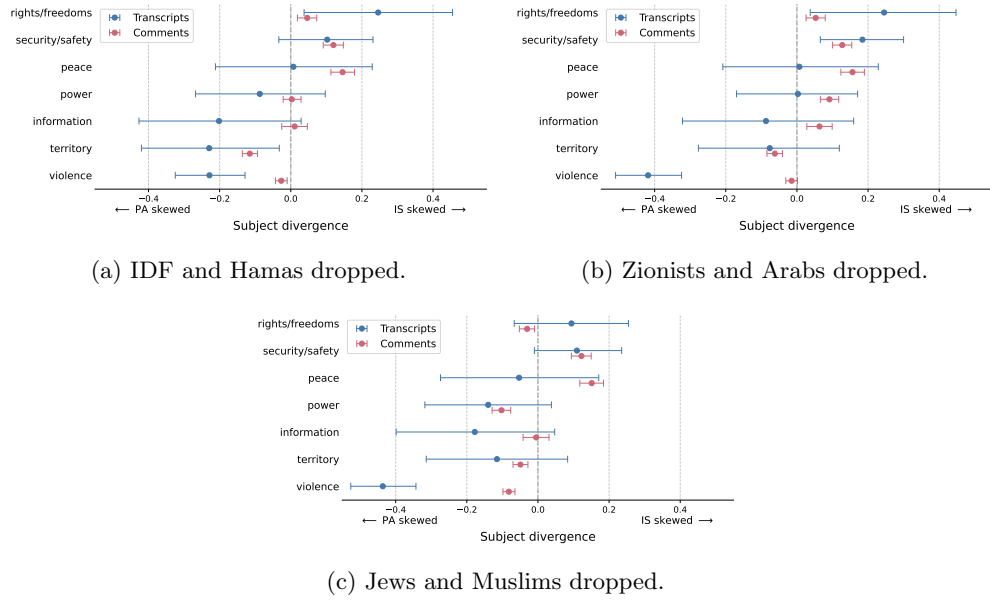 rights/freedoms
security/safety
peace
power
information
territory
violence
Transcripts
Comments
−0.4 −0.2 0.0 0.2 0.4
⟵ PA skewed IS skewed ⟶
Subject divergence
(a) IDF and Hamas dropped.
rights/freedoms
security/safety
peace
power
information
territory
violence
Transcripts
Comments
−0.4 −0.2 0.0 0.2 0.4
⟵ PA skewed IS skewed ⟶
Subject divergence
(b) Zionists and Arabs dropped.
rights/freedoms
security/safety
peace
power
information
territory
violence
Transcripts
Comments
−0.4 −0.2 0.0 0.2 0.4
⟵ PA skewed IS skewed ⟶
Subject divergence
(c) Jews and Muslims dropped.